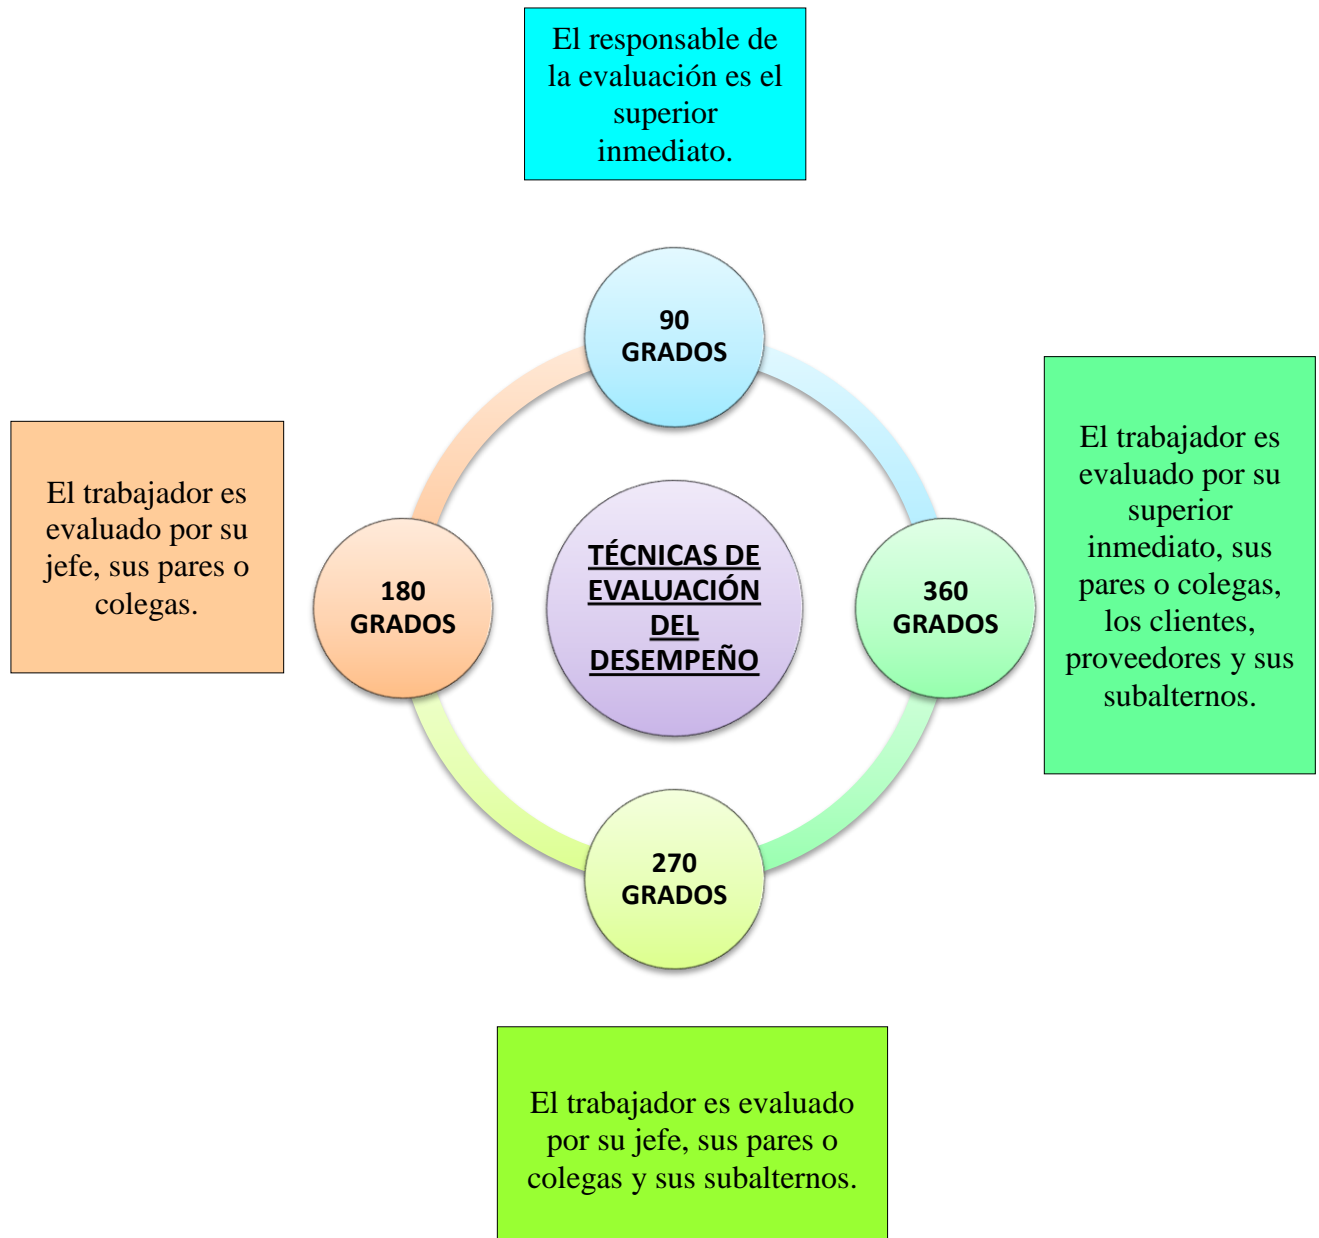 El responsable de
la evaluación es el
superior
inmediato.
90
GRADOS
El trabajador es
evaluado por su
jefe, sus pares o
colegas.
180
GRADOS
TÉCNICAS DE
EVALUACIÓN
DEL
DESEMPEÑO
360
GRADOS
El trabajador es
evaluado por su
superior
inmediato, sus
pares o colegas,
los clientes,
proveedores y sus
subalternos.
270
GRADOS
El trabajador es evaluado
por su jefe, sus pares o
colegas y sus subalternos.